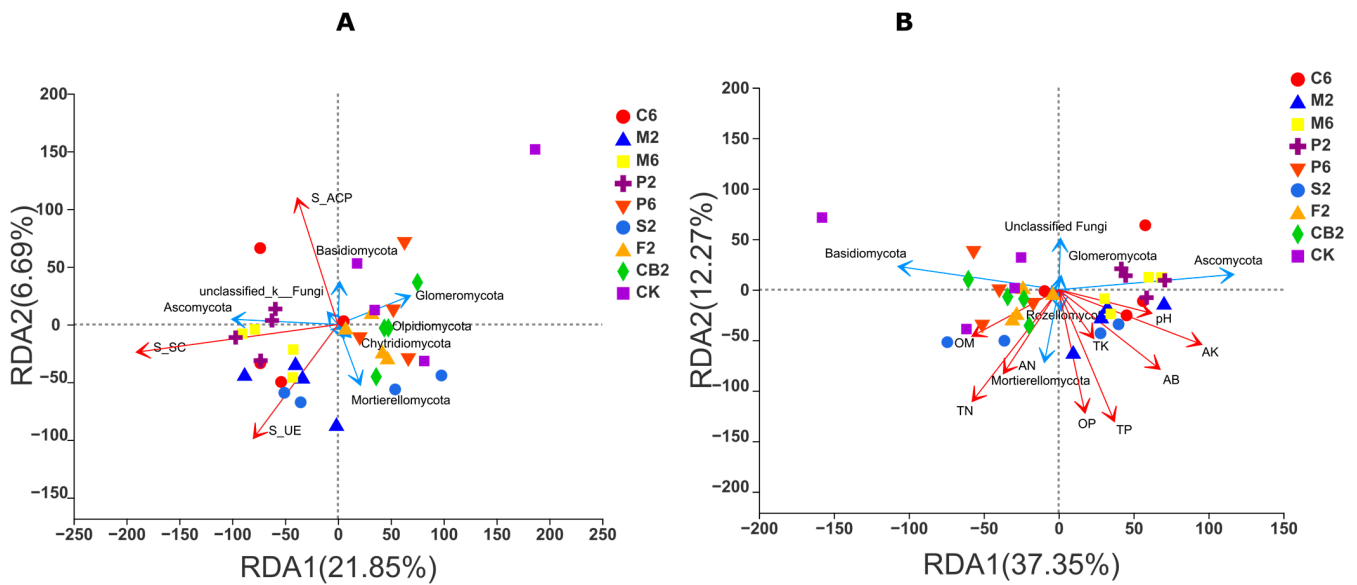 A
B
200
150
100
50
0
−50
−100
−150
−250
−200
−150
−100
−50
0
50
100
150
200
250
RDA2(6.69%)
RDA1(21.85%)
S_ACP
Basidiomycota
unclassified_k__Fungi
Ascomycota
Glomeromycota
Olpidiomycota
S_SC
Chytridiomycota
Mortierellomycota
S_UE
C6
M2
M6
P2
P6
S2
F2
CB2
CK
200
150
100
50
0
−50
−100
−150
−200
−200
−150
−100
−50
0
50
100
150
RDA2(12.27%)
RDA1(37.35%)
Unclassified Fungi
Basidiomycota
Glomeromycota
Ascomycota
Rozellomycota
pH
OM
TK
AK
AN
AB
Mortierellomycota
TN
OP
TP
C6
M2
M6
P2
P6
S2
F2
CB2
CK